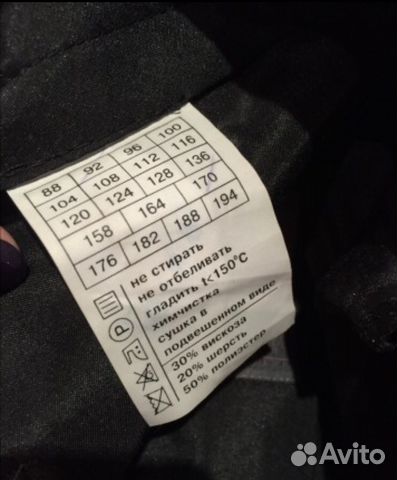 88 92 96 100
104 108 112 116
120 124 128 136
158 164 170
176 182 188 194
не стирать
не отбеливать
гладить t<150°C
химчистка
сушка в
подвешенном виде
30% вискоза
20% шерсть
50% полиэстер
P
Avito